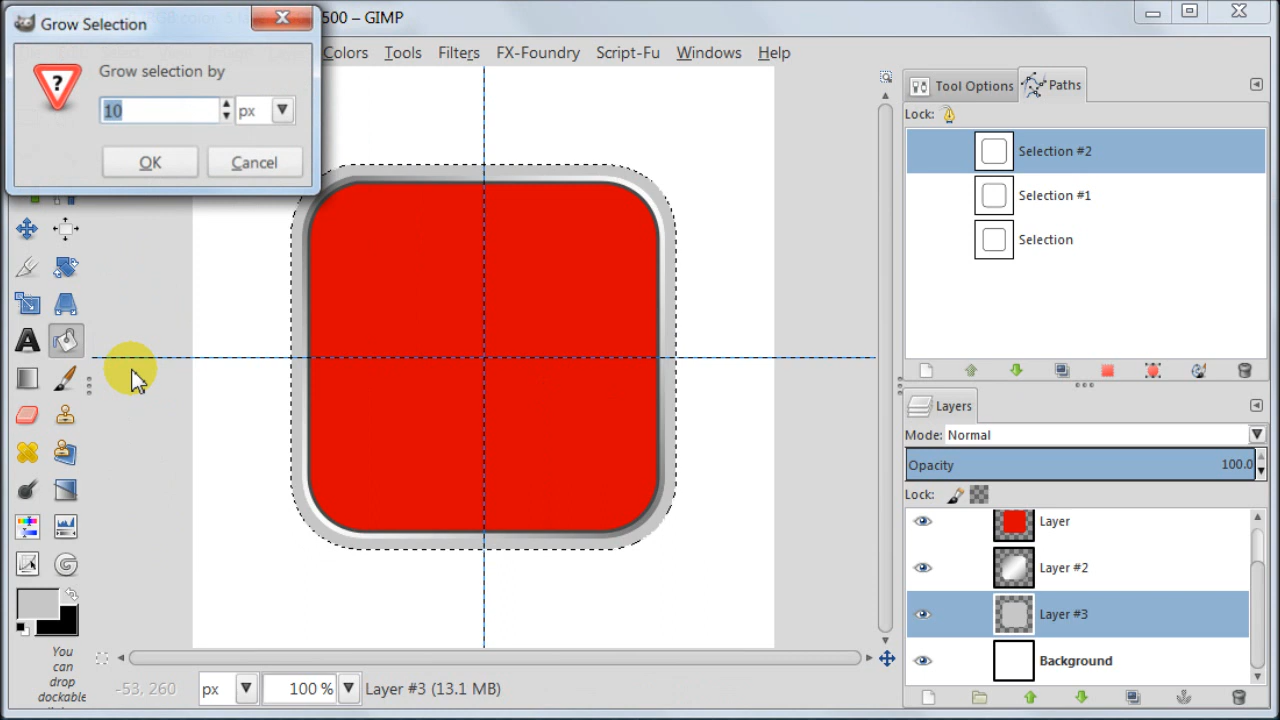 Grow Selection
500 – GIMP
Colors Tools Filters FX-Foundry Script-Fu Windows Help
Grow selection by
10 px
OK Cancel
Tool Options Paths
Lock:
Selection #2
Selection #1
Selection
Layers
Mode: Normal
Opacity 100.0
Lock:
Layer
Layer #2
Layer #3
Background
You
can
drop
dockable
-53, 260 px 100 % Layer #3 (13.1 MB)